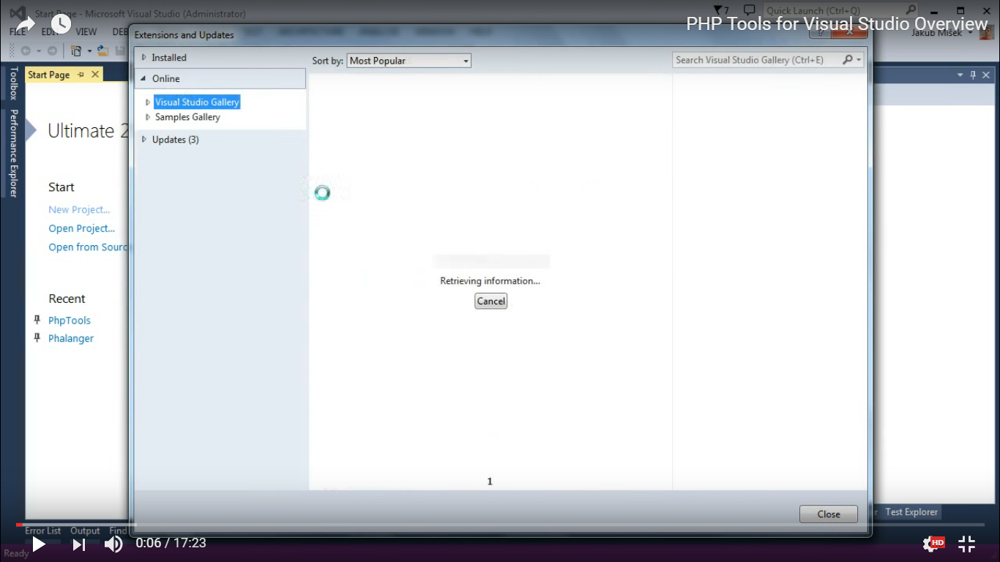 Start Page - Microsoft Visual Studio (Administrator)
7
Quick Launch (Ctrl+Q)
PHP Tools for Visual Studio Overview
FILE EDIT VIEW
Jakub Míšek
Extensions and Updates
Toolbox
Performance Explorer
Start Page
Ultimate 2
Start
New Project...
Open Project...
Open from Sourc
Recent
PhpTools
Phalanger
Installed
Online
Visual Studio Gallery
Samples Gallery
Updates (3)
Sort by: Most Popular
Search Visual Studio Gallery (Ctrl+E)
Retrieving information...
Cancel
1
Close
Test Explorer
Error List Output Find
0:06 / 17:23
HD
Ready